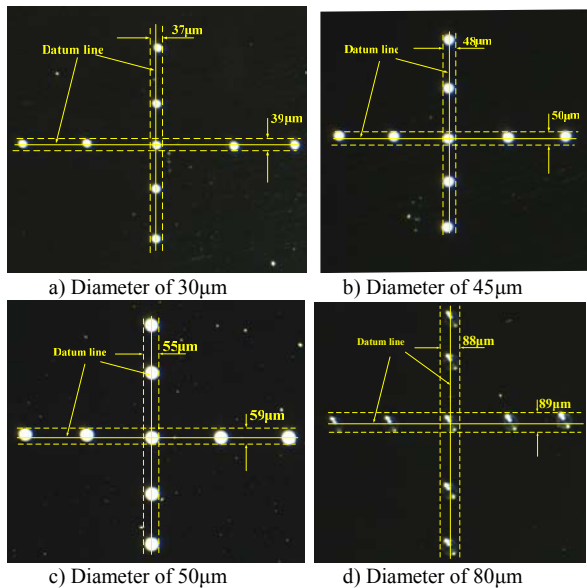 37μm
Datum line
39μm
a) Diameter of 30μm
Datum line
48μm
50μm
b) Diameter of 45μm
Datum line
55μm
59μm
c) Diameter of 50μm
88μm
Datum line
89μm
d) Diameter of 80μm